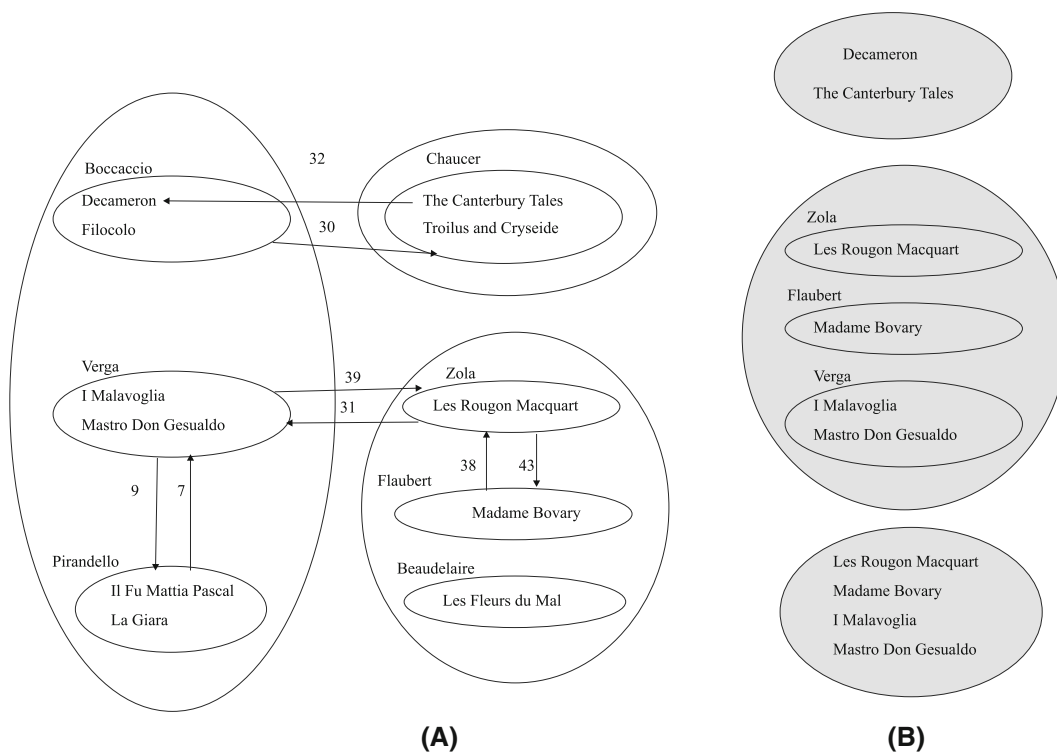 Boccaccio
Decameron
Filocolo
32
30
Chaucer
The Canterbury Tales
Troilus and Cryseide
Verga
I Malavoglia
Mastro Don Gesualdo
39
31
Zola
Les Rougon Macquart
38
43
Flaubert
Madame Bovary
Beaudelaire
Les Fleurs du Mal
9
7
Pirandello
Il Fu Mattia Pascal
La Giara
(A)
Decameron
The Canterbury Tales
Zola
Les Rougon Macquart
Flaubert
Madame Bovary
Verga
I Malavoglia
Mastro Don Gesualdo
Les Rougon Macquart
Madame Bovary
I Malavoglia
Mastro Don Gesualdo
(B)